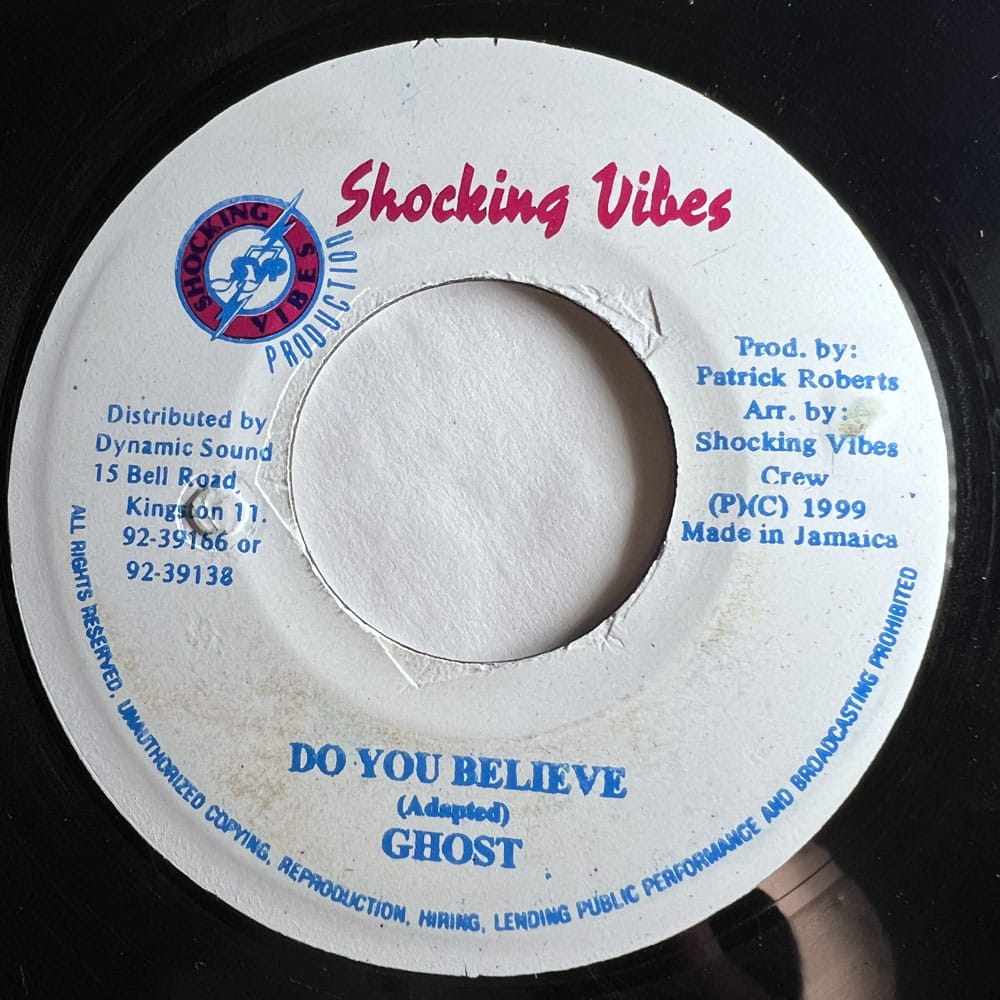 Shocking Vibes
SHOCKING VIBES
SVP
PRODUCTION
Distributed by
Dynamic Sound
15 Bell Road
Kingston 11.
92-39166 or
92-39138
Prod. by:
Patrick Roberts
Arr. by:
Shocking Vibes
Crew
(P)(C) 1999
Made in Jamaica
DO YOU BELIEVE
(Adapted)
GHOST
ALL RIGHTS RESERVED, UNAUTHORIZED COPYING, REPRODUCTION, HIRING, LENDING PUBLIC PERFORMANCE AND BROADCASTING PROHIBITED